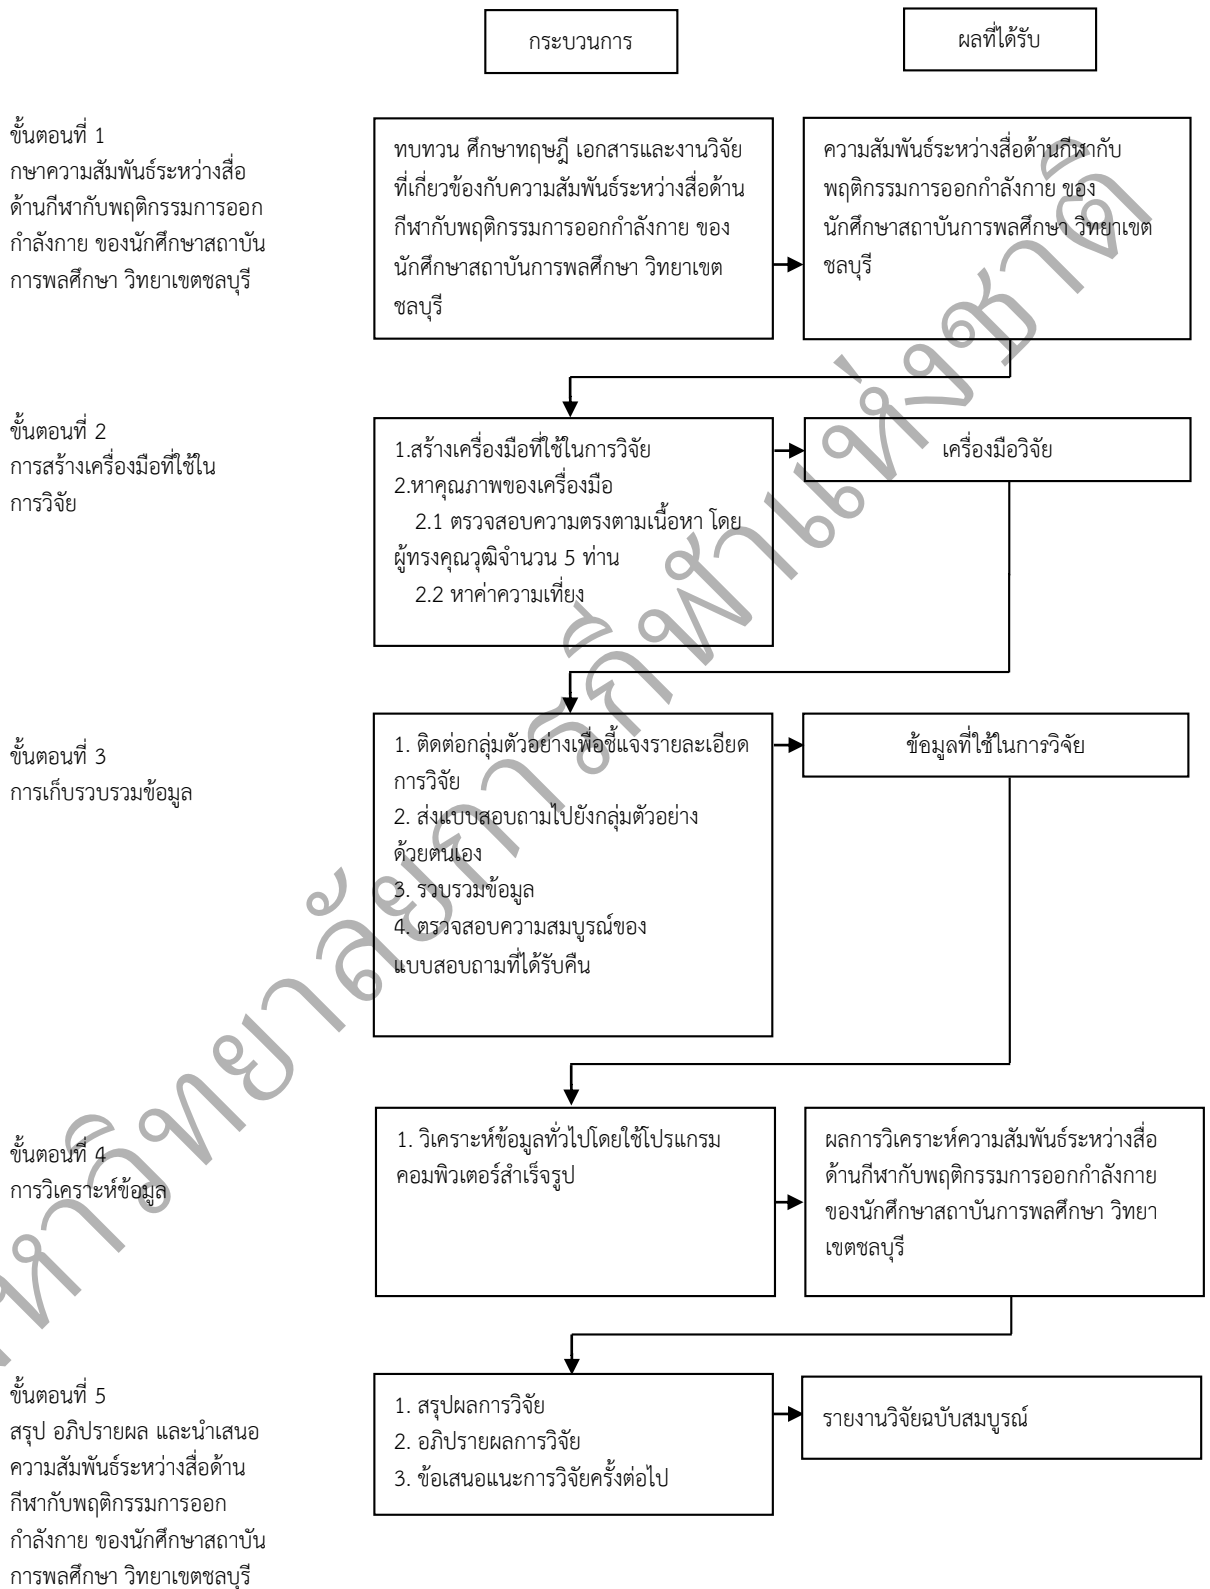 กระบวนการ
ผลที่ได้รับ
ขั้นตอนที่ 1
กษาความสัมพันธ์ระหว่างสื่อ
ด้านกีฬากับพฤติกรรมการออก
กำลังกาย ของนักศึกษาสถาบัน
การพลศึกษา วิทยาเขตชลบุรี
ทบทวน ศึกษาทฤษฎี เอกสารและงานวิจัย
ที่เกี่ยวข้องกับความสัมพันธ์ระหว่างสื่อด้าน
กีฬากับพฤติกรรมการออกกำลังกาย ของ
นักศึกษาสถาบันการพลศึกษา วิทยาเขต
ชลบุรี
ความสัมพันธ์ระหว่างสื่อด้านกีฬากับ
พฤติกรรมการออกกำลังกาย ของ
นักศึกษาสถาบันการพลศึกษา วิทยาเขต
ชลบุรี
ขั้นตอนที่ 2
การสร้างเครื่องมือที่ใช้ใน
การวิจัย
1.สร้างเครื่องมือที่ใช้ในการวิจัย
2.หาคุณภาพของเครื่องมือ
2.1 ตรวจสอบความตรงตามเนื้อหา โดย
ผู้ทรงคุณวุฒิจำนวน 5 ท่าน
2.2 หาค่าความเที่ยง
เครื่องมือวิจัย
ขั้นตอนที่ 3
การเก็บรวบรวมข้อมูล
1. ติดต่อกลุ่มตัวอย่างเพื่อชี้แจงรายละเอียด
การวิจัย
2. ส่งแบบสอบถามไปยังกลุ่มตัวอย่าง
ด้วยตนเอง
3. รวบรวมข้อมูล
4. ตรวจสอบความสมบูรณ์ของ
แบบสอบถามที่ได้รับคืน
ข้อมูลที่ใช้ในการวิจัย
ขั้นตอนที่ 4
การวิเคราะห์ข้อมูล
1. วิเคราะห์ข้อมูลทั่วไปโดยใช้โปรแกรม
คอมพิวเตอร์สำเร็จรูป
ผลการวิเคราะห์ความสัมพันธ์ระหว่างสื่อ
ด้านกีฬากับพฤติกรรมการออกกำลังกาย
ของนักศึกษาสถาบันการพลศึกษา วิทยา
เขตชลบุรี
ขั้นตอนที่ 5
สรุป อภิปรายผล และนำเสนอ
ความสัมพันธ์ระหว่างสื่อด้าน
กีฬากับพฤติกรรมการออก
กำลังกาย ของนักศึกษาสถาบัน
การพลศึกษา วิทยาเขตชลบุรี
1. สรุปผลการวิจัย
2. อภิปรายผลการวิจัย
3. ข้อเสนอแนะการวิจัยครั้งต่อไป
รายงานวิจัยฉบับสมบูรณ์
หาวิทยาลัยการกีฬาแห่งชาติ